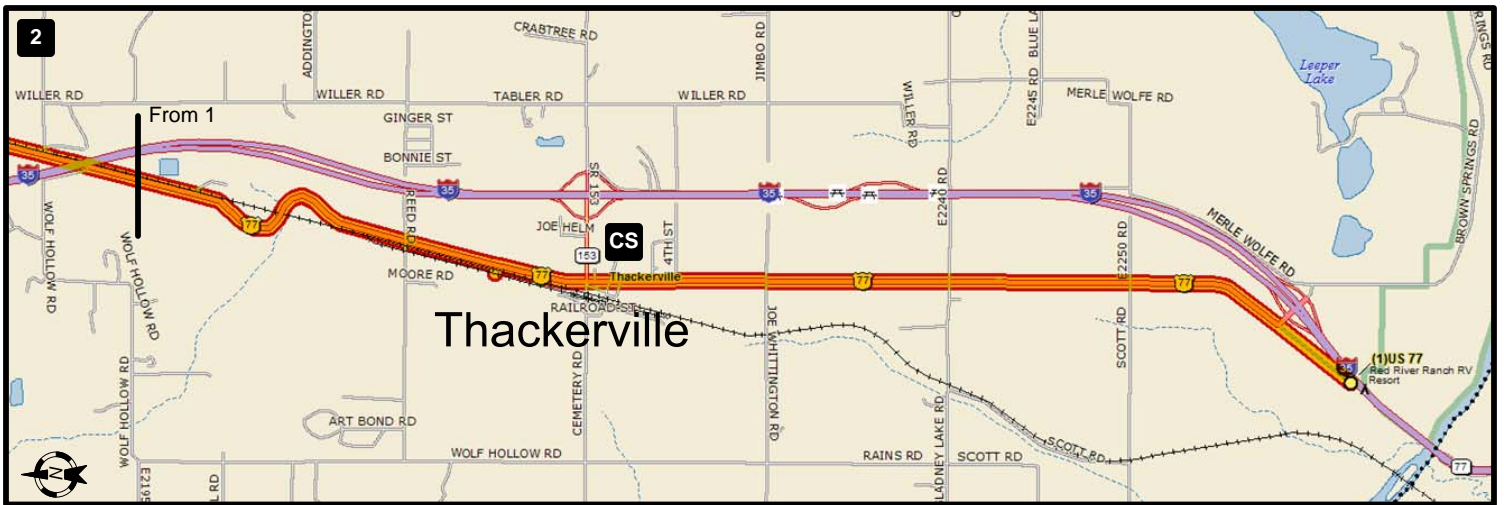 2
ADDINGTO
CRABTREE RD
JIMBO RD
E2245 RD
BLUE LA
RINGS RD
Leeper
Lake
WILLER RD
WILLER RD
TABLER RD
WILLER RD
WILLER RD
MERLE WOLFE RD
From 1
GINGER ST
BONNIE ST
BROWN SPRINGS RD
35
35
35
35
SR 153
REED RD
E2240 RD
WOLF HOLLOW RD
77
JOE HELM
CS
4TH ST
153
MERLE WOLFE RD
E2250 RD
WOLF HOLLOW RD
MOORE RD
77
Thackerville
77
77
RAILROAD ST
Thackerville
JOE WHITTINGTON RD
SCOTT RD
(1)US 77
35
Red River Ranch RV
Resort
WOLF HOLLOW RD
CEMETERY RD
ART BOND RD
LADNEY LAKE RD
WOLF HOLLOW RD
RAINS RD
SCOTT RD
SCOTT RD
77
N
E2195
L RD